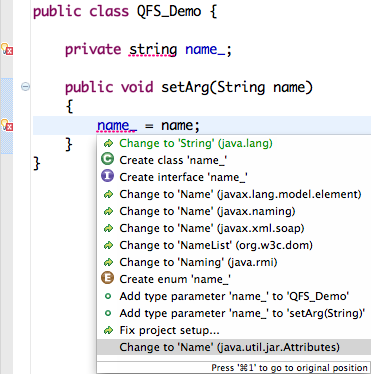 public class QFS_Demo {
private string name_;
public void setArg(String name)
{
name_ = name;
}
}
Change to 'String' (java.lang)
Create class 'name_'
Create interface 'name_'
Change to 'Name' (javax.lang.model.element)
Change to 'Name' (javax.naming)
Change to 'Name' (javax.xml.soap)
Change to 'NameList' (org.w3c.dom)
Change to 'Naming' (java.rmi)
Create enum 'name_'
Add type parameter 'name_' to 'QFS_Demo'
Add type parameter 'name_' to 'setArg(String)'
Fix project setup...
Change to 'Name' (java.util.jar.Attributes)
Press '⌘1' to go to original position